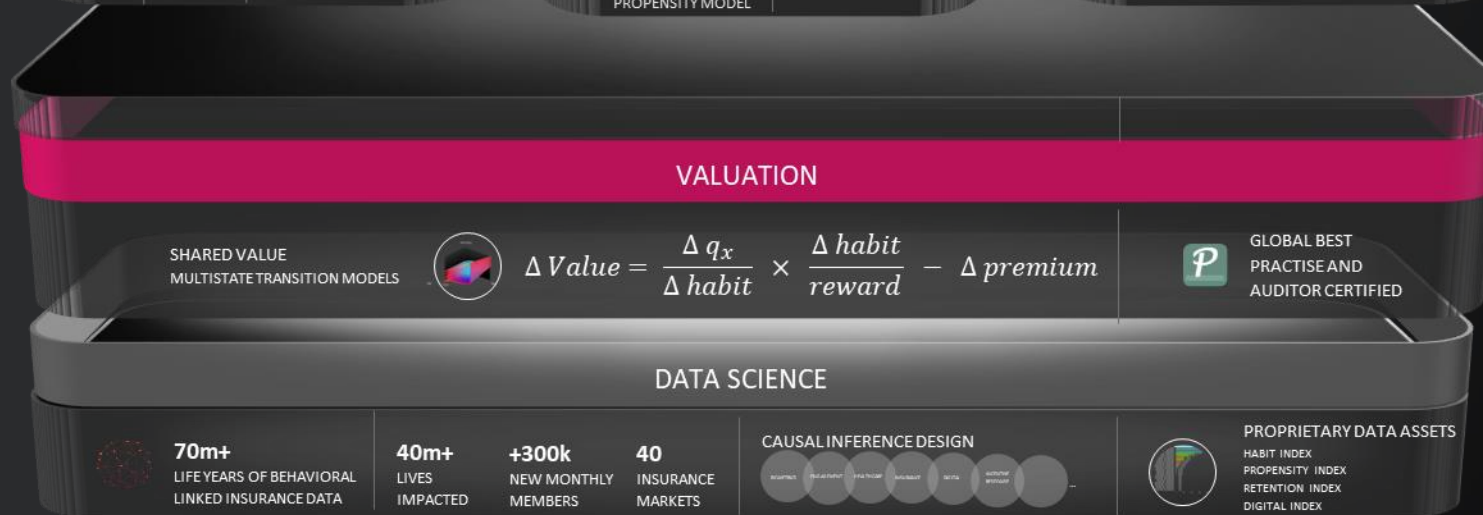 PROPENSITY MODEL
VALUATION
SHARED VALUE
MULTISTATE TRANSITION MODELS
Δ Value = Δ q_x / Δ habit × Δ habit / reward − Δ premium
P
GLOBAL BEST
PRACTISE AND
AUDITOR CERTIFIED
DATA SCIENCE
70m+
LIFE YEARS OF BEHAVIORAL
LINKED INSURANCE DATA
40m+
LIVES
IMPACTED
+300k
NEW MONTHLY
MEMBERS
40
INSURANCE
MARKETS
CAUSAL INFERENCE DESIGN
PROPRIETARY DATA ASSETS
HABIT INDEX
PROPENSITY INDEX
RETENTION INDEX
DIGITAL INDEX